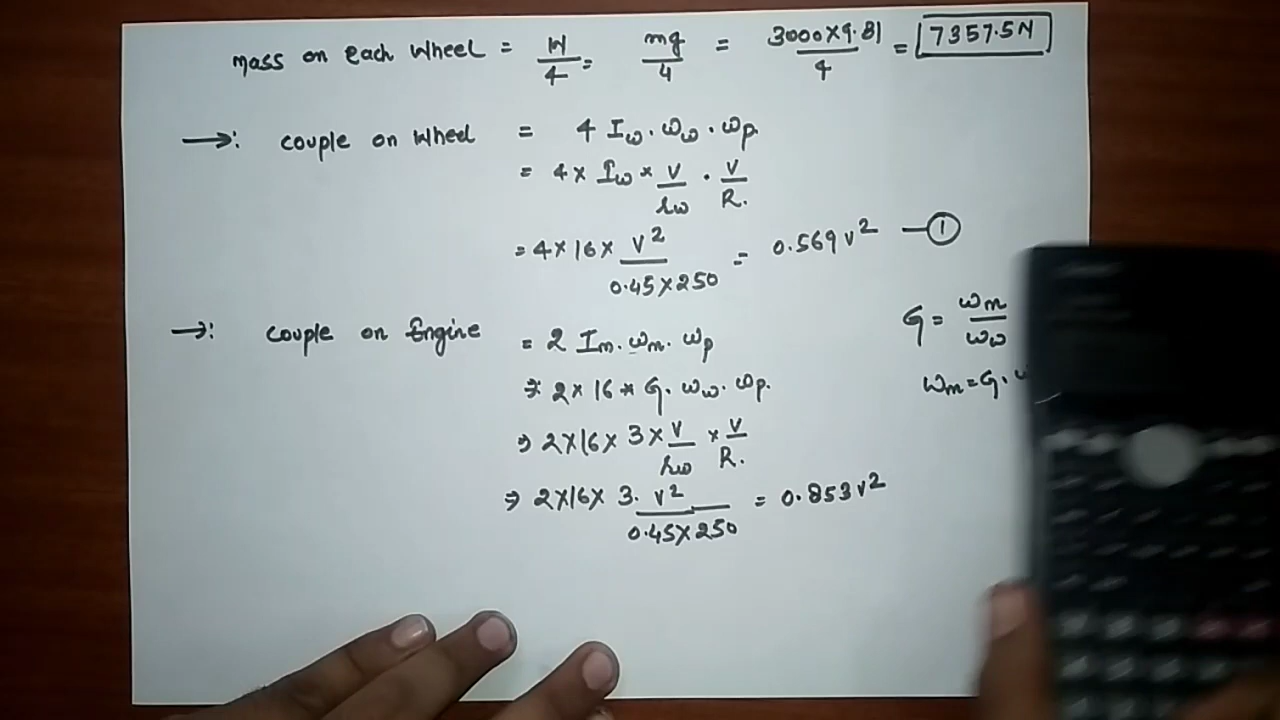 mass on each wheel = W/4 = mg/4 = 3000×9.81/4 = 7357.5N
→: couple on wheel = 4 Iω.ωω.ωp.
= 4× Iω × V/rω . V/R.
= 4×16× V²/0.45×250 = 0.569 V² —①
→: couple on Engine = 2 Im.ωm.ωp
⇒ 2×16× G.ωω.ωp.
⇒ 2×16× 3× V/rω × V/R.
⇒ 2×16× 3. V²/0.45×250 = 0.853 V²
G = ωm/ωω
ωm = G.